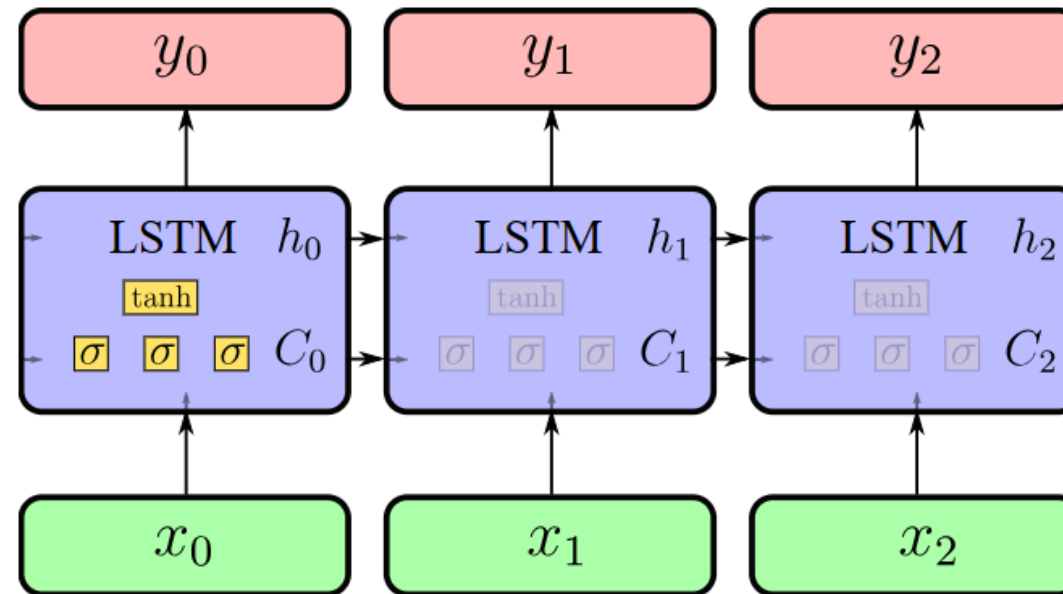 y₀ y₁ y₂
LSTM h₀ LSTM h₁ LSTM h₂
tanh tanh tanh
σ σ σ C₀ σ σ σ C₁ σ σ σ C₂
x₀ x₁ x₂